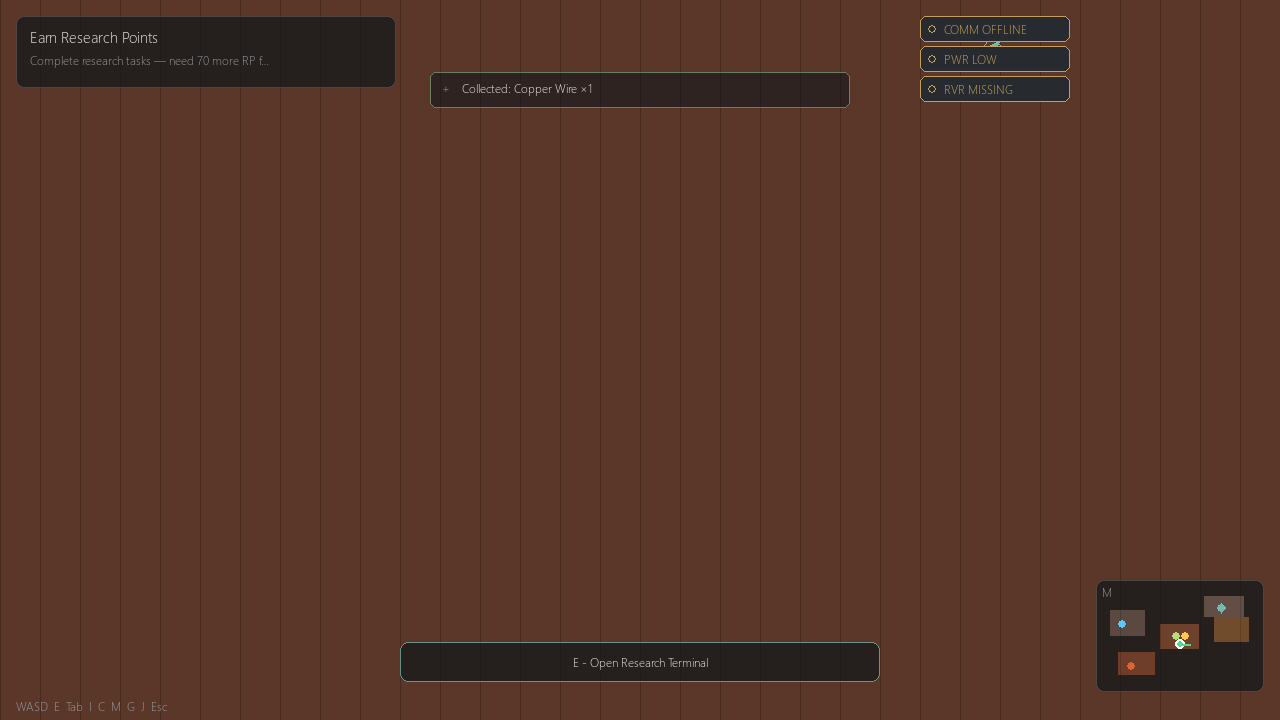 Earn Research Points
Complete research tasks — need 70 more RP f...
+ Collected: Copper Wire ×1
COMM OFFLINE
PWR LOW
RVR MISSING
E - Open Research Terminal
M
WASD E Tab I C M G J Esc